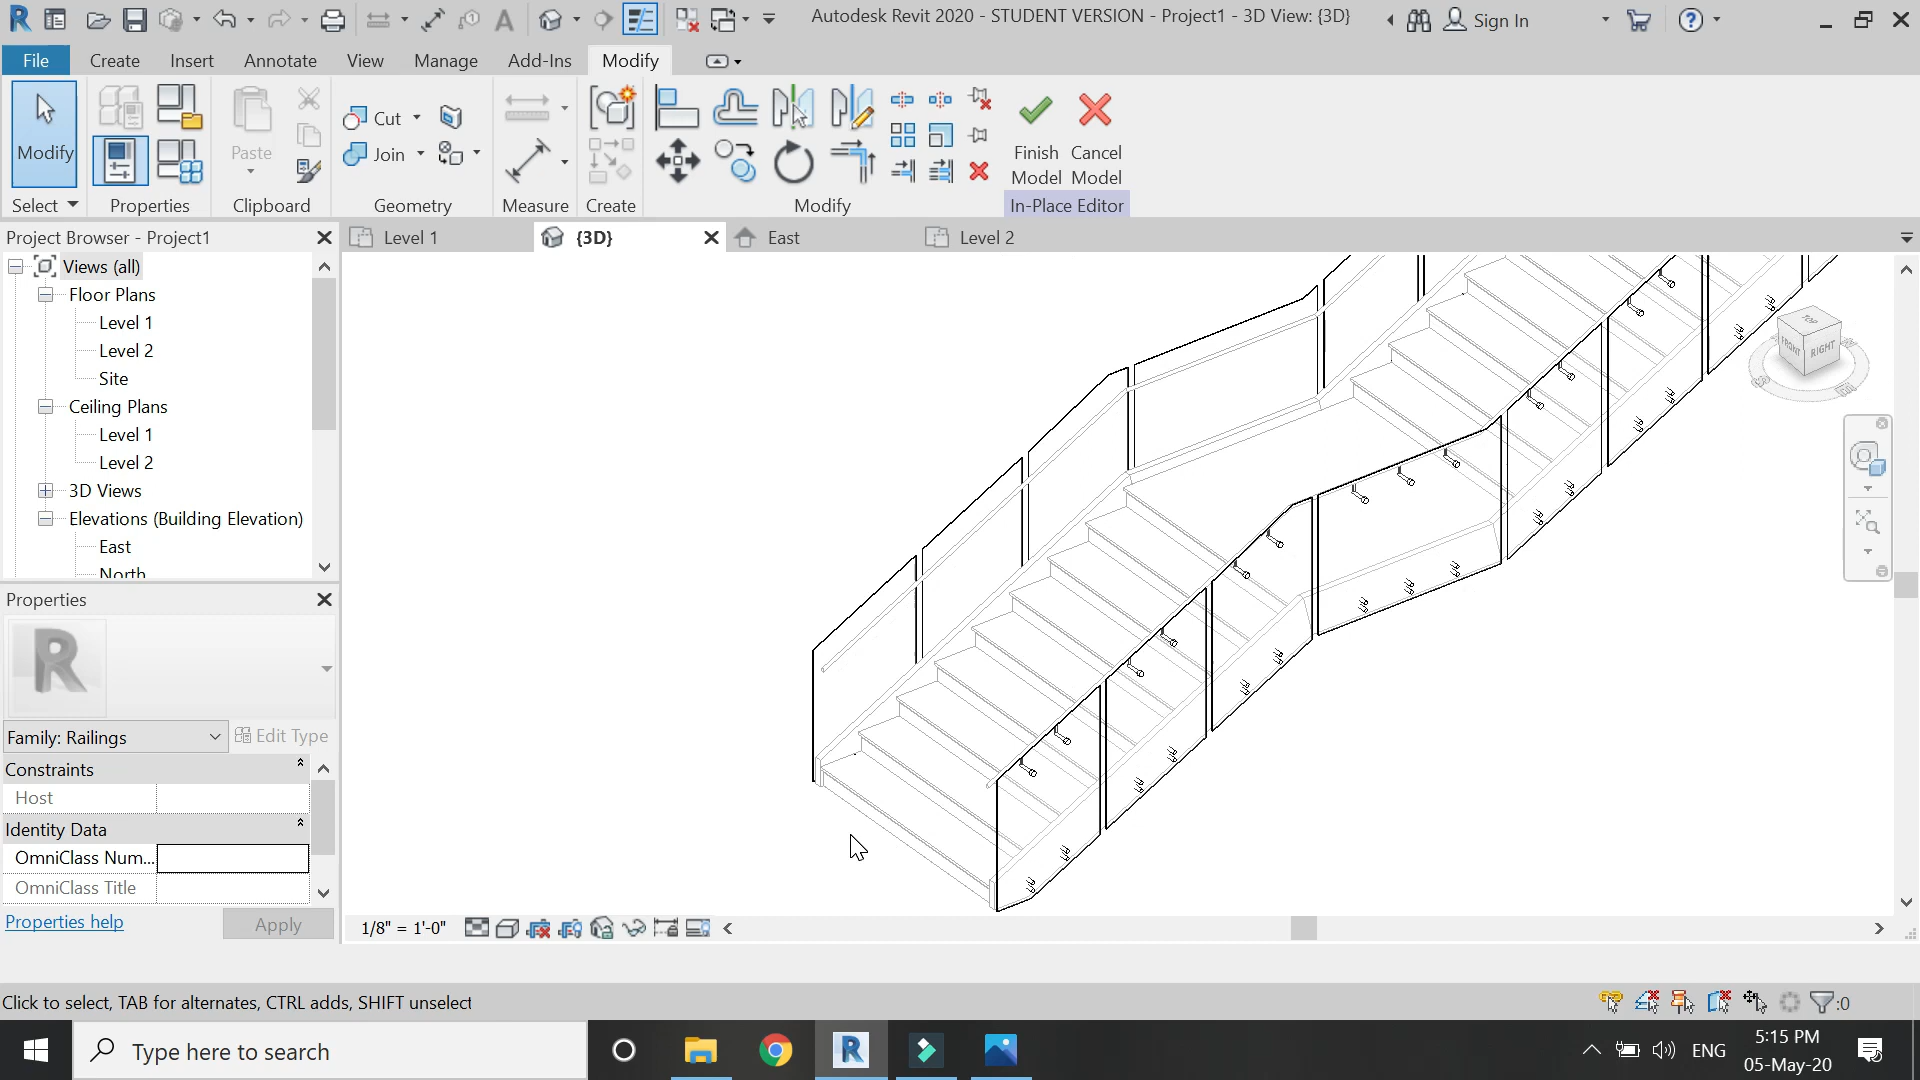 Autodesk Revit 2020 - STUDENT VERSION - Project1 - 3D View: {3D}
Sign In
File
Create
Insert
Annotate
View
Manage
Add-Ins
Modify
Modify
Paste
Cut
Join
Finish Model
Cancel Model
Select
Properties
Clipboard
Geometry
Measure
Create
Modify
In-Place Editor
Project Browser - Project1
Level 1
{3D}
East
Level 2
Views (all)
Floor Plans
Level 1
Level 2
Site
Ceiling Plans
Level 1
Level 2
3D Views
Elevations (Building Elevation)
East
North
TOP
FRONT
RIGHT
Properties
Family: Railings
Edit Type
Constraints
Host
Identity Data
OmniClass Num...
OmniClass Title
Properties help
Apply
1/8" = 1'-0"
Click to select, TAB for alternates, CTRL adds, SHIFT unselect
:0
Type here to search
ENG
5:15 PM
05-May-20